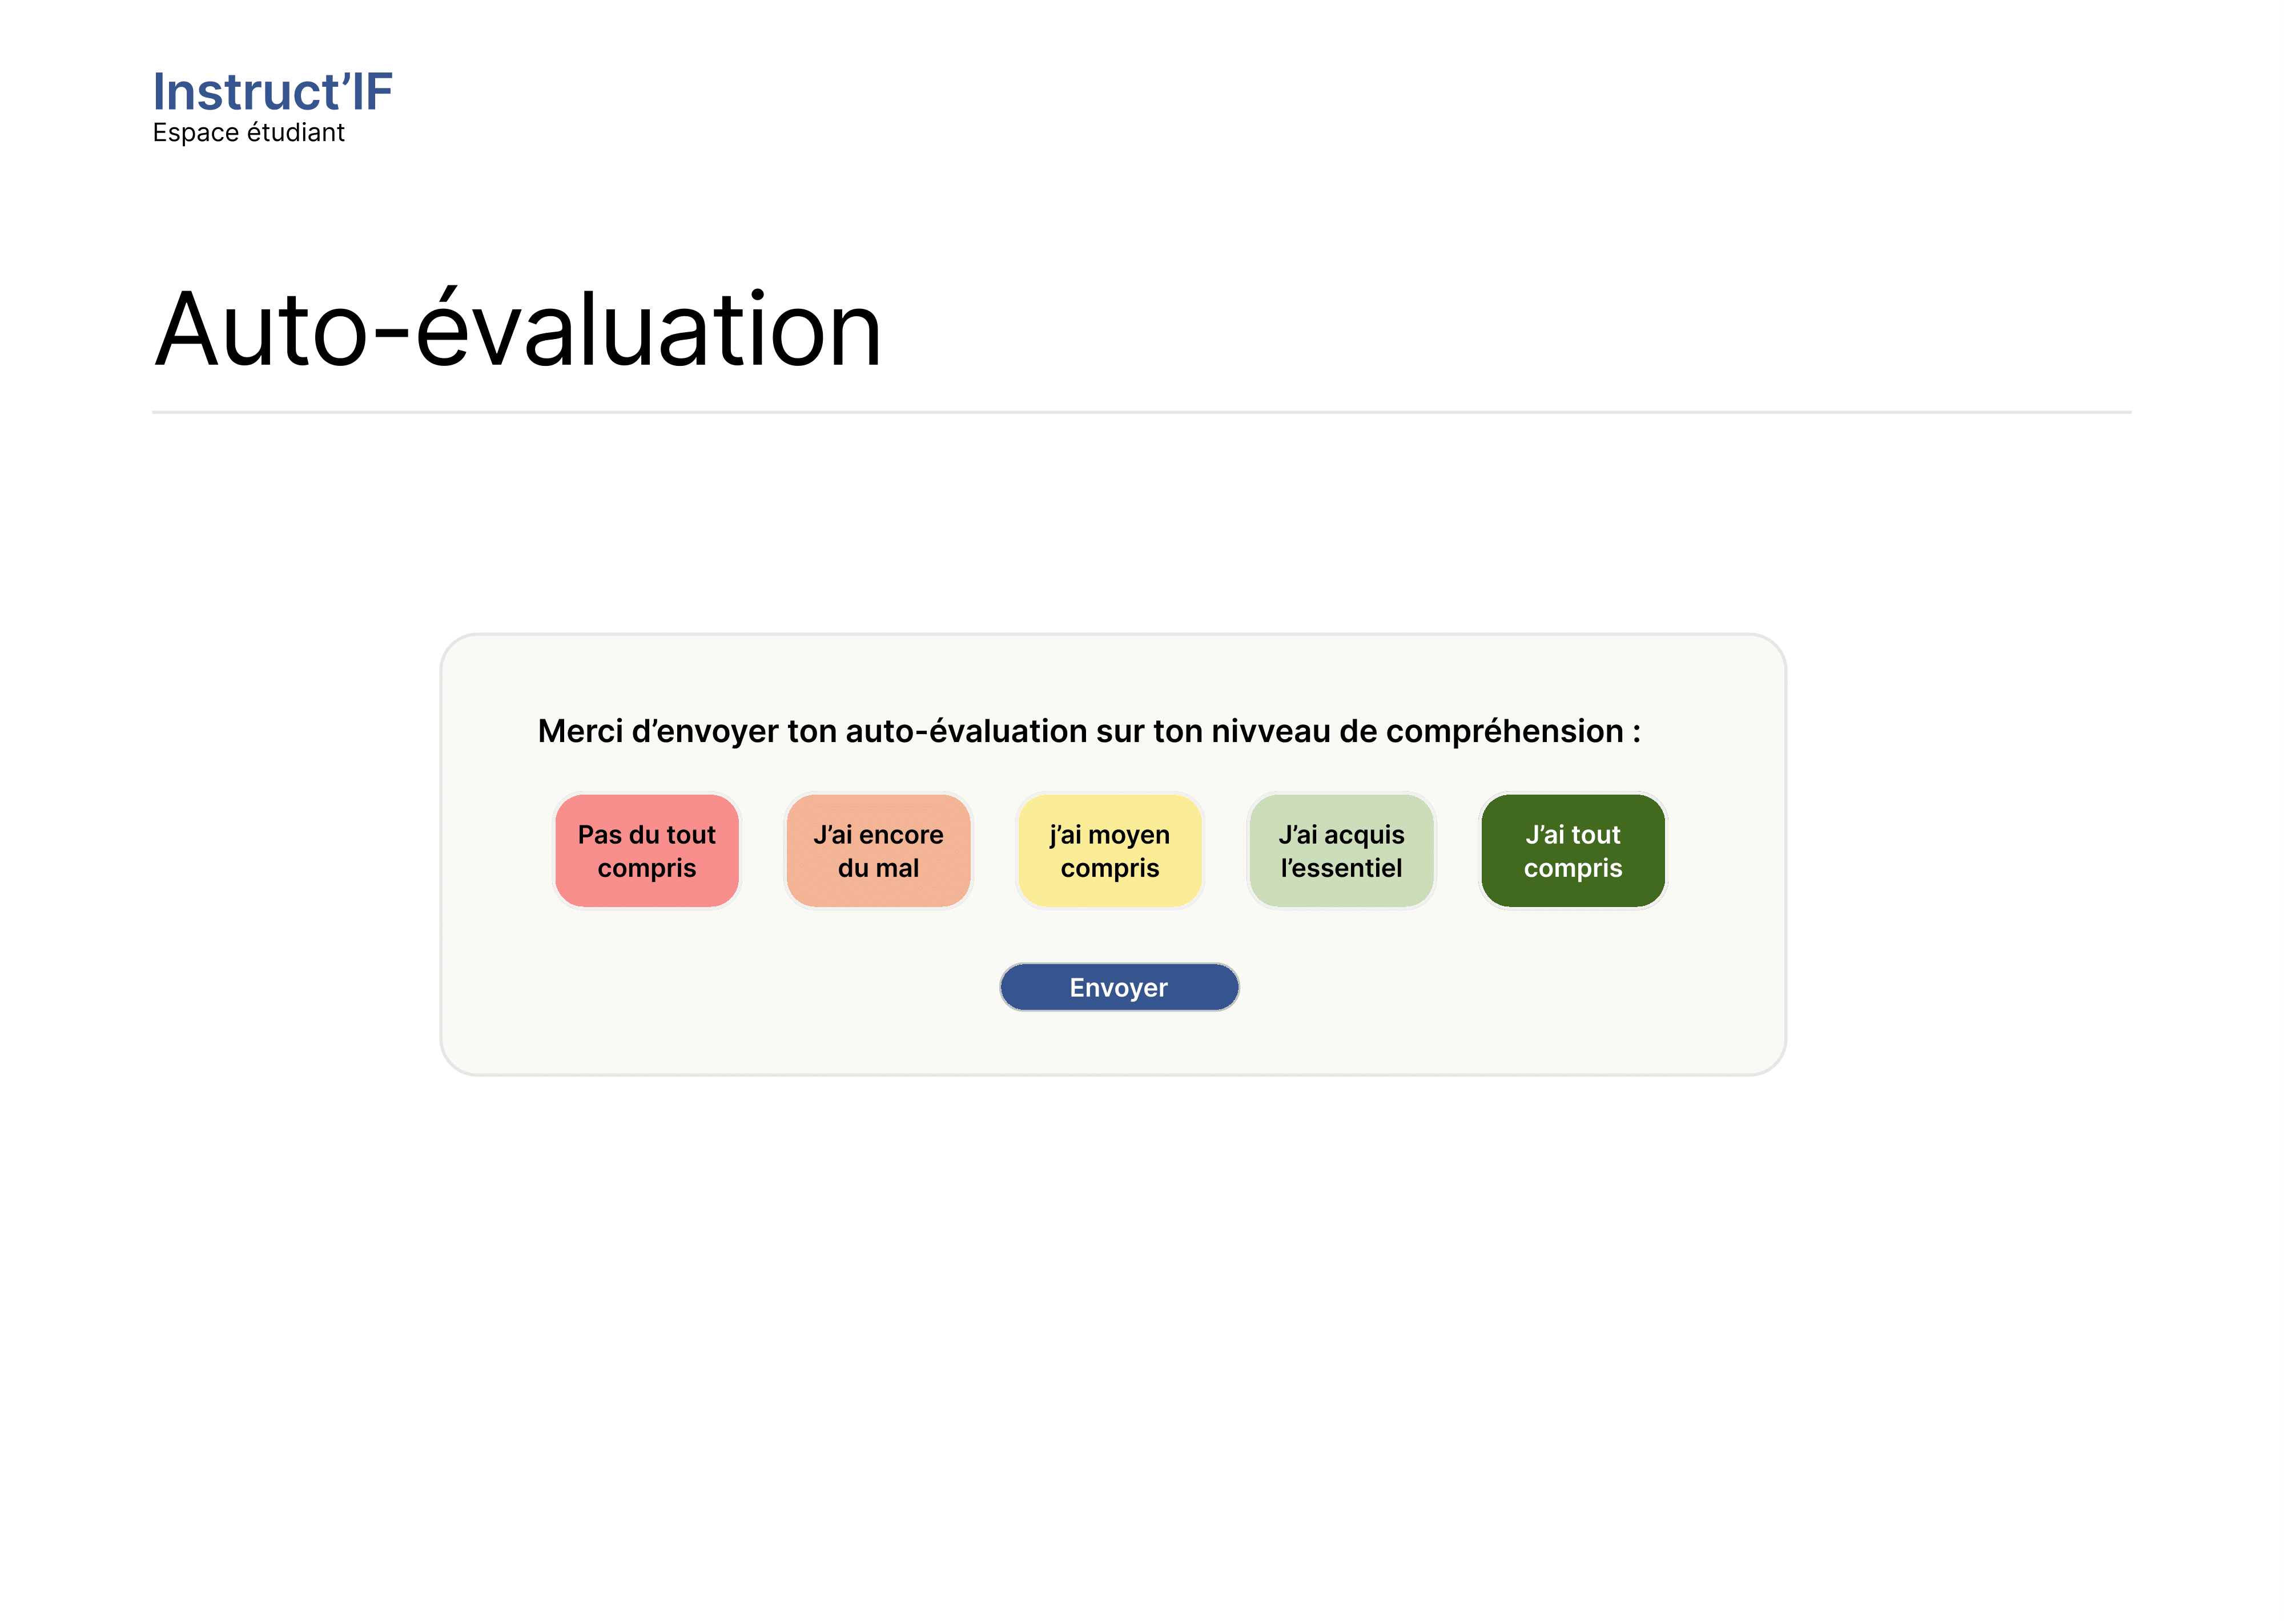 Instruct’IF
Espace étudiant
Auto-évaluation
Merci d’envoyer ton auto-évaluation sur ton nivveau de compréhension :
Pas du tout
compris
J’ai encore
du mal
j’ai moyen
compris
J’ai acquis
l’essentiel
J’ai tout
compris
Envoyer